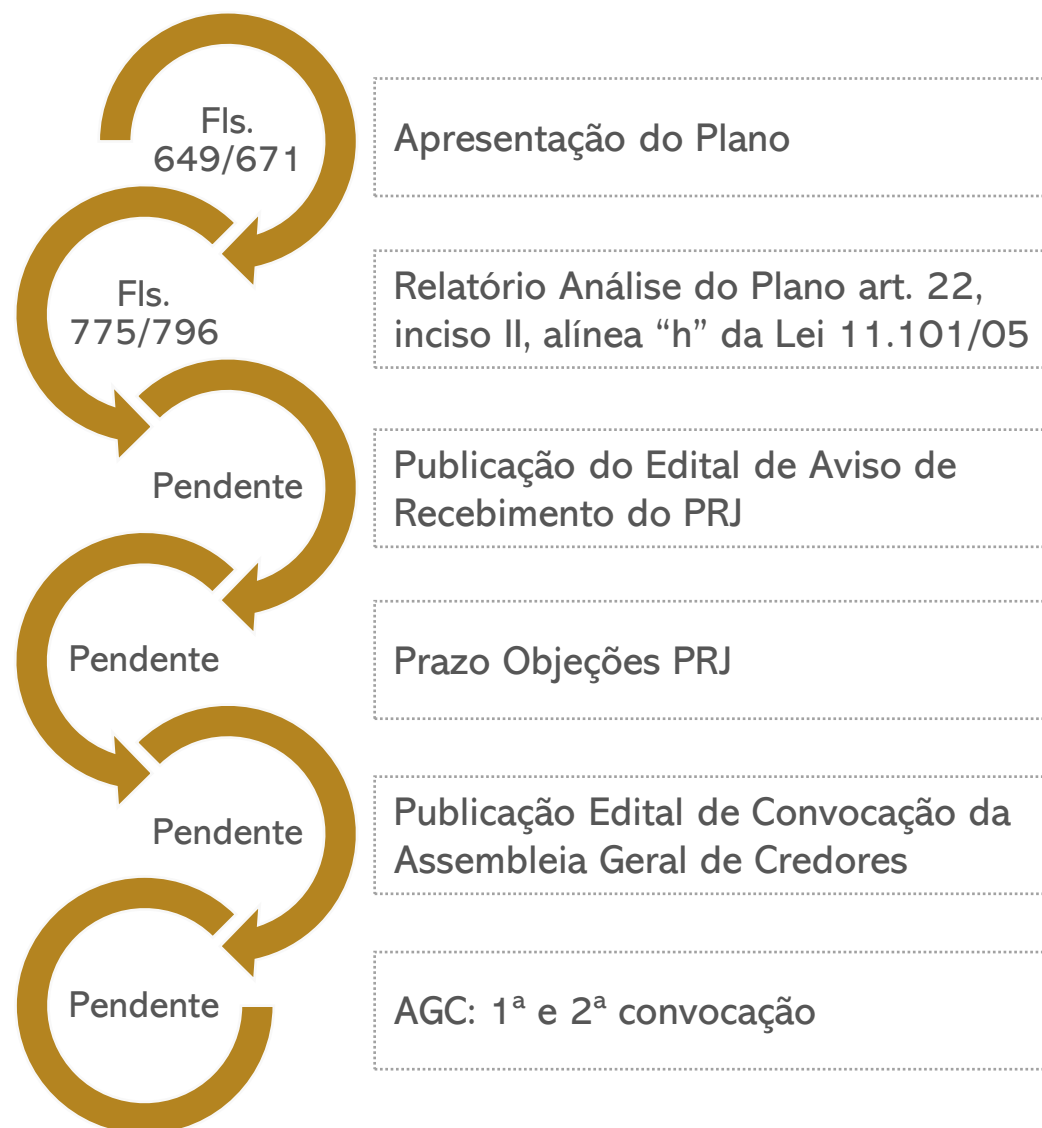 Fls.
649/671
Apresentação do Plano
Fls.
775/796
Relatório Análise do Plano art. 22,
inciso II, alínea “h” da Lei 11.101/05
Pendente
Publicação do Edital de Aviso de
Recebimento do PRJ
Pendente
Prazo Objeções PRJ
Pendente
Publicação Edital de Convocação da
Assembleia Geral de Credores
Pendente
AGC: 1ª e 2ª convocação